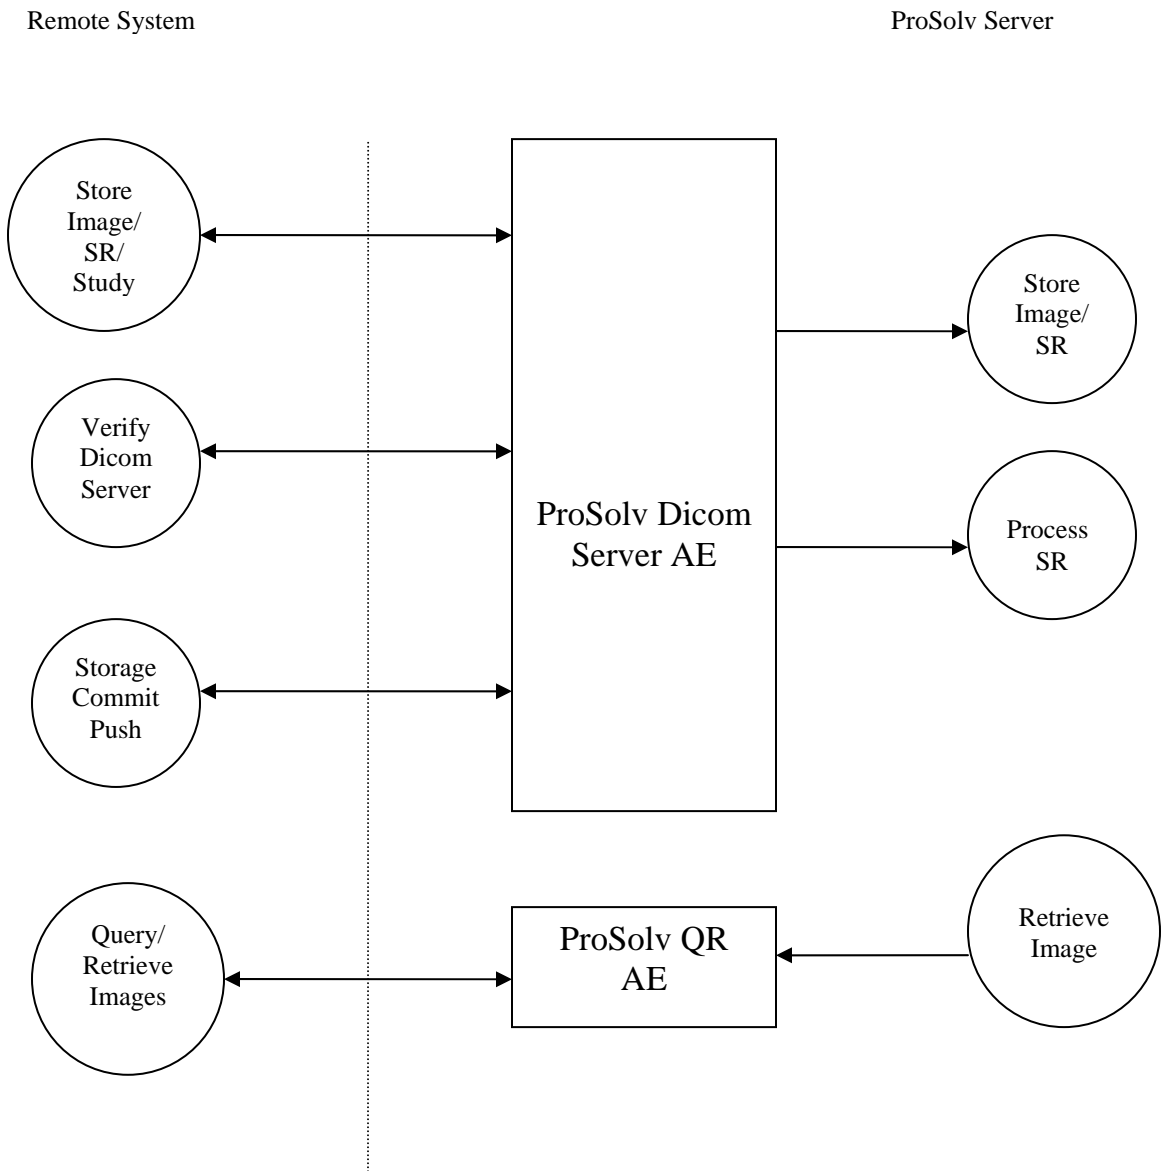 Remote System
ProSolv Server
Store
Image/
SR/
Study
Verify
Dicom
Server
Storage
Commit
Push
Query/
Retrieve
Images
ProSolv Dicom
Server AE
ProSolv QR
AE
Store
Image/
SR
Process
SR
Retrieve
Image